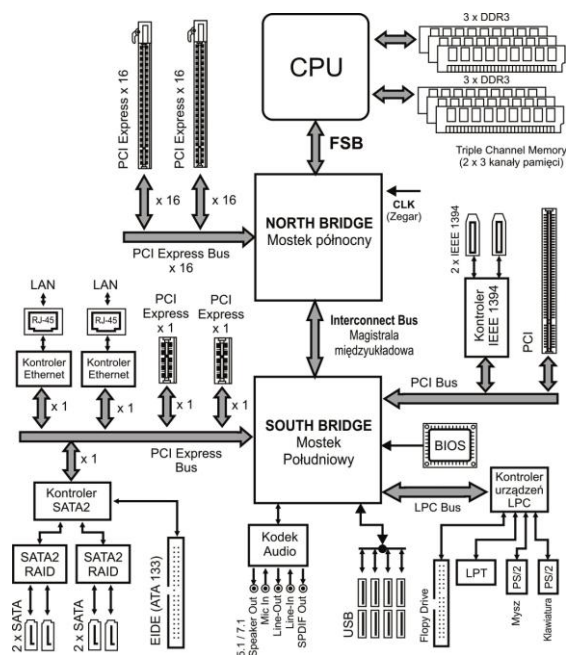 3 x DDR3
3 x DDR3
Triple Channel Memory
(2 x 3 kanały pamięci)
CPU
FSB
PCI Express x 16
PCI Express x 16
x 16
x 16
PCI Express Bus
x 16
NORTH BRIDGE
Mostek północny
CLK
(Zegar)
2 x IEEE 1394
Kontroler
IEEE 1394
PCI
PCI Bus
Interconnect Bus
Magistrala
międzyukładowa
LAN
LAN
RJ-45
RJ-45
Kontroler
Ethernet
Kontroler
Ethernet
PCI
Express
x 1
PCI
Express
x 1
x 1
x 1
x 1
x 1
PCI Express
Bus
SOUTH BRIDGE
Mostek
Południowy
BIOS
LPC Bus
Kontroler
urządzeń
LPC
x 1
Kontroler
SATA2
SATA2
RAID
SATA2
RAID
2 x SATA
2 x SATA
EIDE (ATA 133)
Kodek
Audio
5.1 / 7.1
Speaker Out
Mic In
Line-Out
Line-In
SPDIF Out
USB
Flopy Drive
LPT
PS/2
Mysz
PS/2
Klawiatura